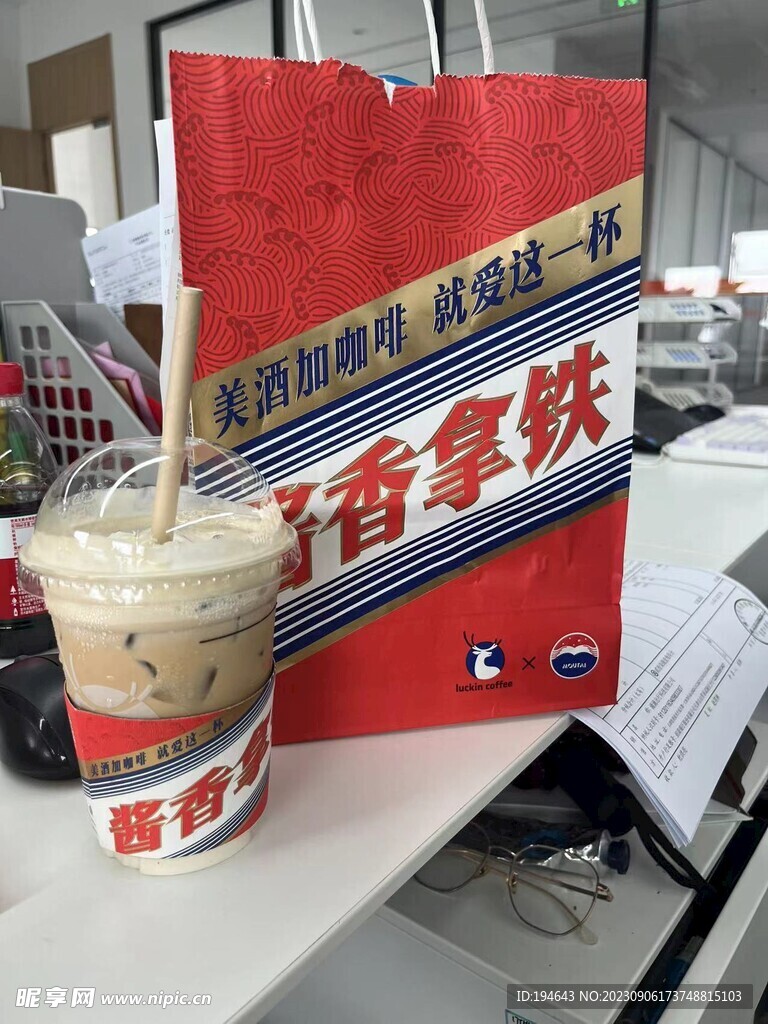 美酒加咖啡 就爱这一杯
酱香拿铁
luckin coffee × MOUTAI
美酒加咖啡 就爱这一杯
酱香拿
昵享网 www.nipic.cn
ID:194643 NO:20230906173748815103